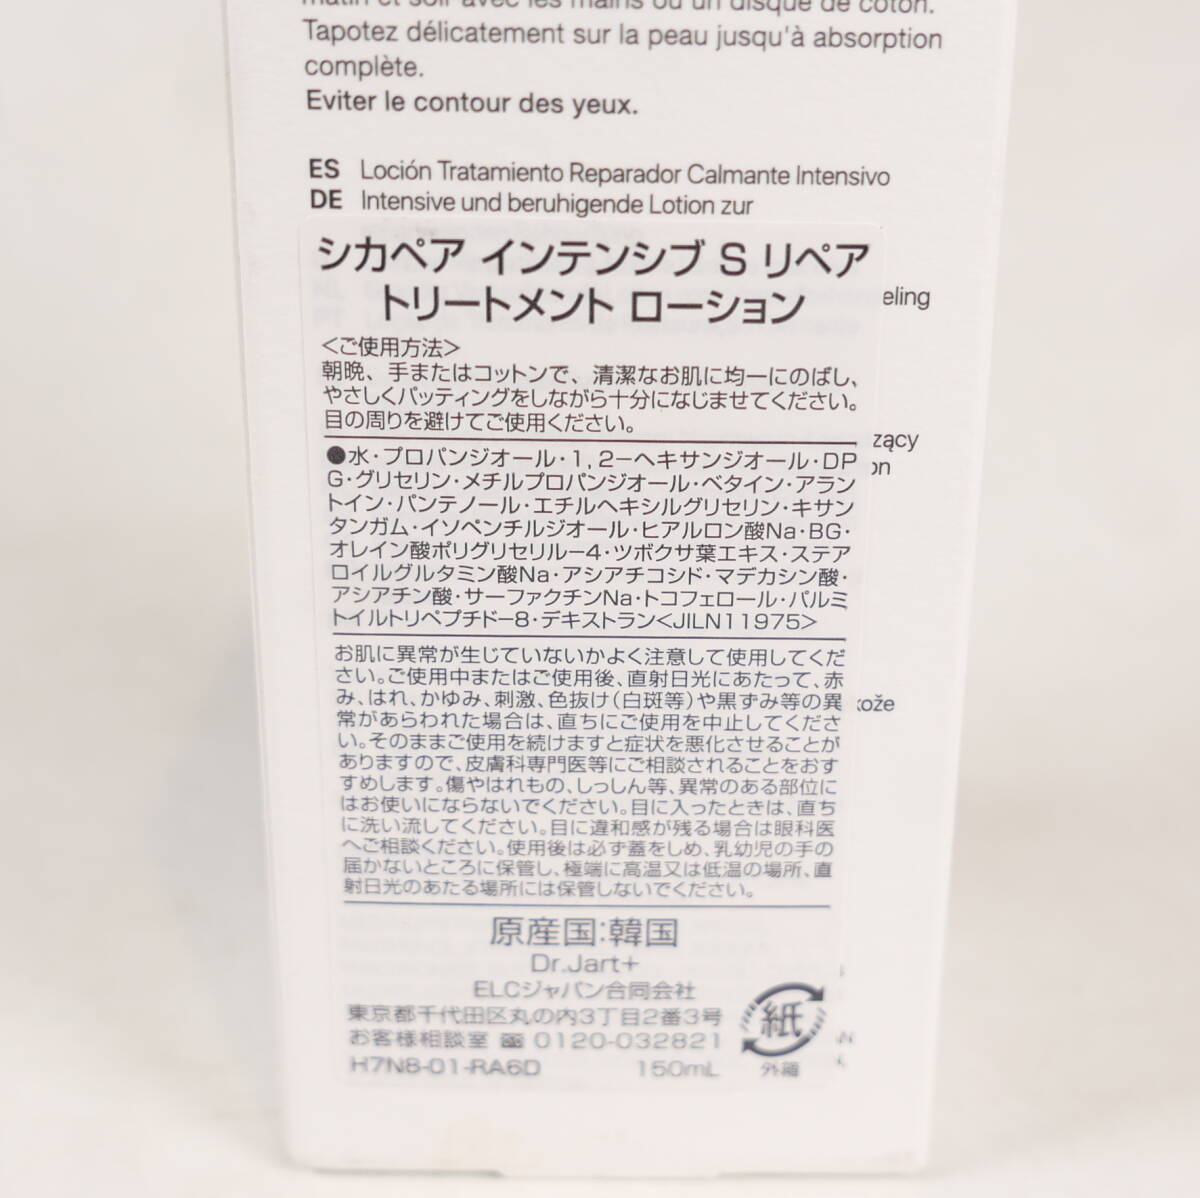 matin et soir avec les mains ou un disque de coton.
Tapotez délicatement sur la peau jusqu'à absorption
complète.
Eviter le contour des yeux.
ES Loción Tratamiento Reparador Calmante Intensivo
DE Intensive und beruhigende Lotion zur
シカペア インテンシブ S リペア
トリートメント ローション
eling
<ご使用方法>
朝晩、手またはコットンで、清潔なお肌に均一にのばし、
やさしくパッティングをしながら十分になじませてください。
目の周りを避けてご使用ください。
zący
on
●水・プロパンジオール・1,2-ヘキサンジオール・DP
G・グリセリン・メチルプロパンジオール・ベタイン・アラン
トイン・パンテノール・エチルヘキシルグリセリン・キサン
タンガム・イソペンチルジオール・ヒアルロン酸Na・BG・
オレイン酸ポリグリセリル-4・ツボクサ葉エキス・ステア
ロイルグルタミン酸Na・アシアチコシド・マデカシン酸・
アシアチン酸・サーファクチンNa・トコフェロール・パルミ
トイルトリペプチド-8・デキストラン<JILN11975>
お肌に異常が生じていないかよく注意して使用してくだ
さい。ご使用中またはご使用後、直射日光にあたって、赤
み、はれ、かゆみ、刺激、色抜け(白斑等)や黒ずみ等の異
kože
常があらわれた場合は、直ちにご使用を中止してくださ
い。そのままご使用を続けますと症状を悪化させることが
ありますので、皮膚科専門医等にご相談されることをおす
すめします。傷やはれもの、しっしん等、異常のある部位に
はお使いにならないでください。目に入ったときは、直ち
に洗い流してください。目に違和感が残る場合は眼科医
へご相談ください。使用後は必ず蓋をしめ、乳幼児の手の
届かないところに保管し、極端に高温又は低温の場所、直
射日光のあたる場所には保管しないでください。
原産国:韓国
Dr.Jart+
ELCジャパン合同会社
東京都千代田区丸の内3丁目2番3号
お客様相談室 ☎ 0120-032821
H7N8-01-RA6D 150mL
紙
外箱